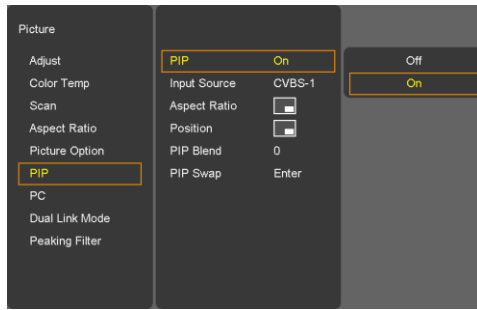 Picture
Adjust
Color Temp
Scan
Aspect Ratio
Picture Option
PIP
PC
Dual Link Mode
Peaking Filter
PIP On
Input Source CVBS-1
Aspect Ratio
Position
PIP Blend 0
PIP Swap Enter
Off
On